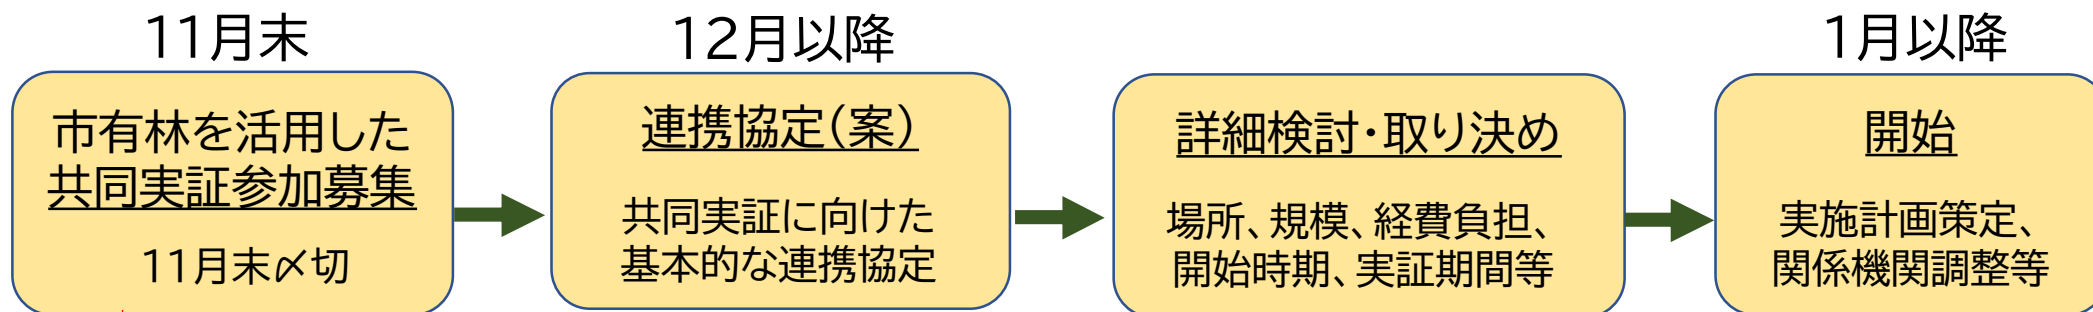 11月末
市有林を活用した
共同実証参加募集
11月末〆切
12月以降
連携協定(案)
共同実証に向けた
基本的な連携協定
詳細検討・取り決め
場所、規模、経費負担、
開始時期、実証期間等
1月以降
開始
実施計画策定、
関係機関調整等